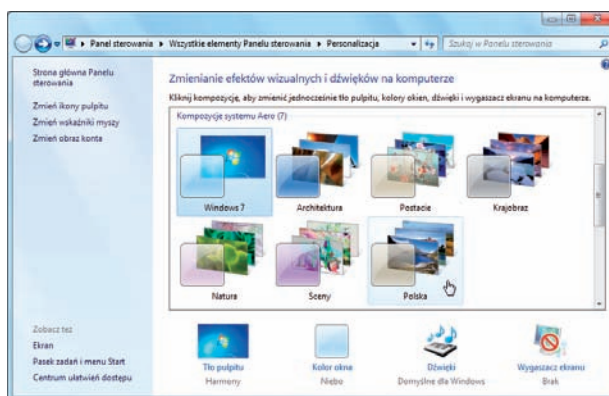 Panel sterowania ▸ Wszystkie elementy Panelu sterowania ▸ Personalizacja
Szukaj w Panelu sterowania
Strona główna Panelu
sterowania
Zmień ikony pulpitu
Zmień wskaźniki myszy
Zmień obraz konta
Zmienianie efektów wizualnych i dźwięków na komputerze
Kliknij kompozycję, aby zmienić jednocześnie tło pulpitu, kolory okien, dźwięki i wygaszacz ekranu na komputerze.
Kompozycje systemu Aero (7)
Windows 7
Architektura
Postacie
Krajobraz
Natura
Sceny
Polska
Zobacz też
Ekran
Pasek zadań i menu Start
Centrum ułatwień dostępu
Tło pulpitu
Harmony
Kolor okna
Niebo
Dźwięki
Domyślne dla Windows
Wygaszacz ekranu
Brak